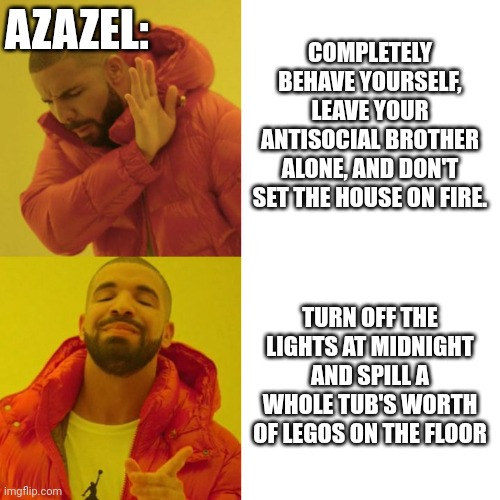 AZAZEL:
COMPLETELY
BEHAVE YOURSELF,
LEAVE YOUR
ANTISOCIAL BROTHER
ALONE, AND DON'T
SET THE HOUSE ON FIRE.
TURN OFF THE
LIGHTS AT MIDNIGHT
AND SPILL A
WHOLE TUB'S WORTH
OF LEGOS ON THE FLOOR
imgflip.com